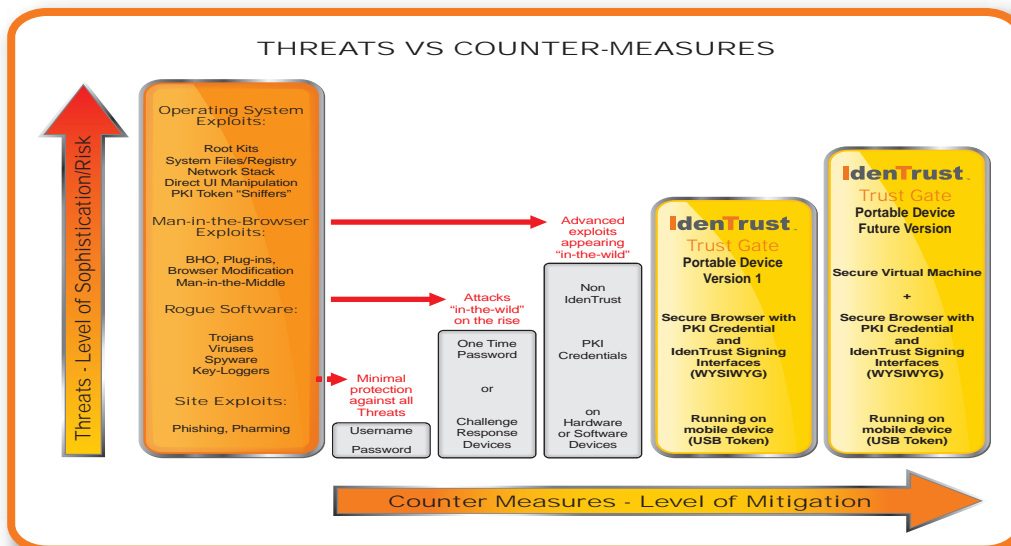 THREATS VS COUNTER-MEASURES
Threats - Level of Sophistication/Risk
Operating System
Exploits:
Root Kits
System Files/Registry
Network Stack
Direct UI Manipulation
PKI Token "Sniffers"
Man-in-the-Browser
Exploits:
BHO, Plug-ins,
Browser Modification
Man-in-the-Middle
Rogue Software:
Trojans
Viruses
Spyware
Key-Loggers
Site Exploits:
Phishing, Pharming
Minimal
protection
against all
Threats
Username
Password
Attacks
"in-the-wild"
on the rise
One Time
Password
or
Challenge
Response
Devices
Advanced
exploits
appearing
"in-the-wild"
Non
IdenTrust
PKI
Credentials
on
Hardware
or Software
Devices
IdenTrust™
Trust Gate
Portable Device
Version 1
Secure Browser with
PKI Credential
and
IdenTrust Signing
Interfaces
(WYSIWYG)
Running on
mobile device
(USB Token)
IdenTrust™
Trust Gate
Portable Device
Future Version
Secure Virtual Machine
+
Secure Browser with
PKI Credential
and
IdenTrust Signing
Interfaces
(WYSIWYG)
Running on
mobile device
(USB Token)
Counter Measures - Level of Mitigation